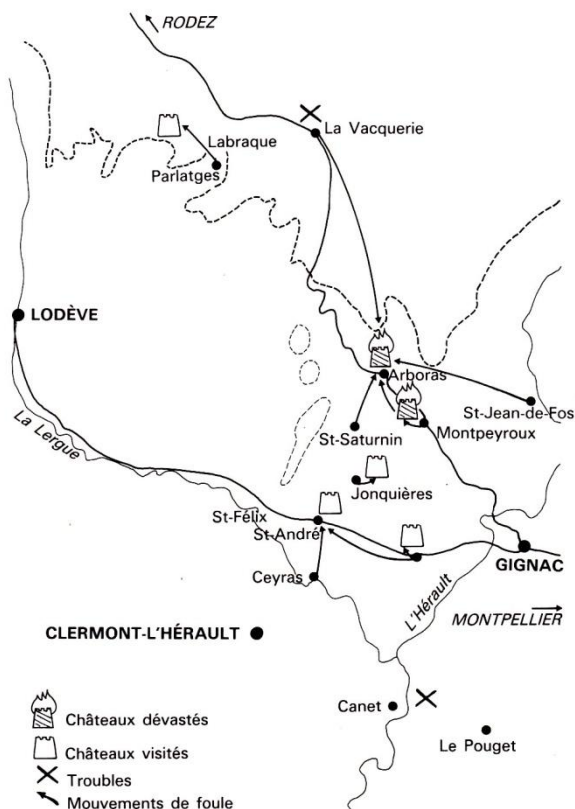 RODEZ
La Vacquerie
Labraque
Parlatges
LODÈVE
Arboras
St-Jean-de-Fos
Montpeyroux
St-Saturnin
La Lergue
Jonquières
St-Félix
St-André
Ceyras
GIGNAC
L'Hérault
MONTPELLIER
CLERMONT-L'HÉRAULT
Canet
Le Pouget
Châteaux dévastés
Châteaux visités
Troubles
Mouvements de foule